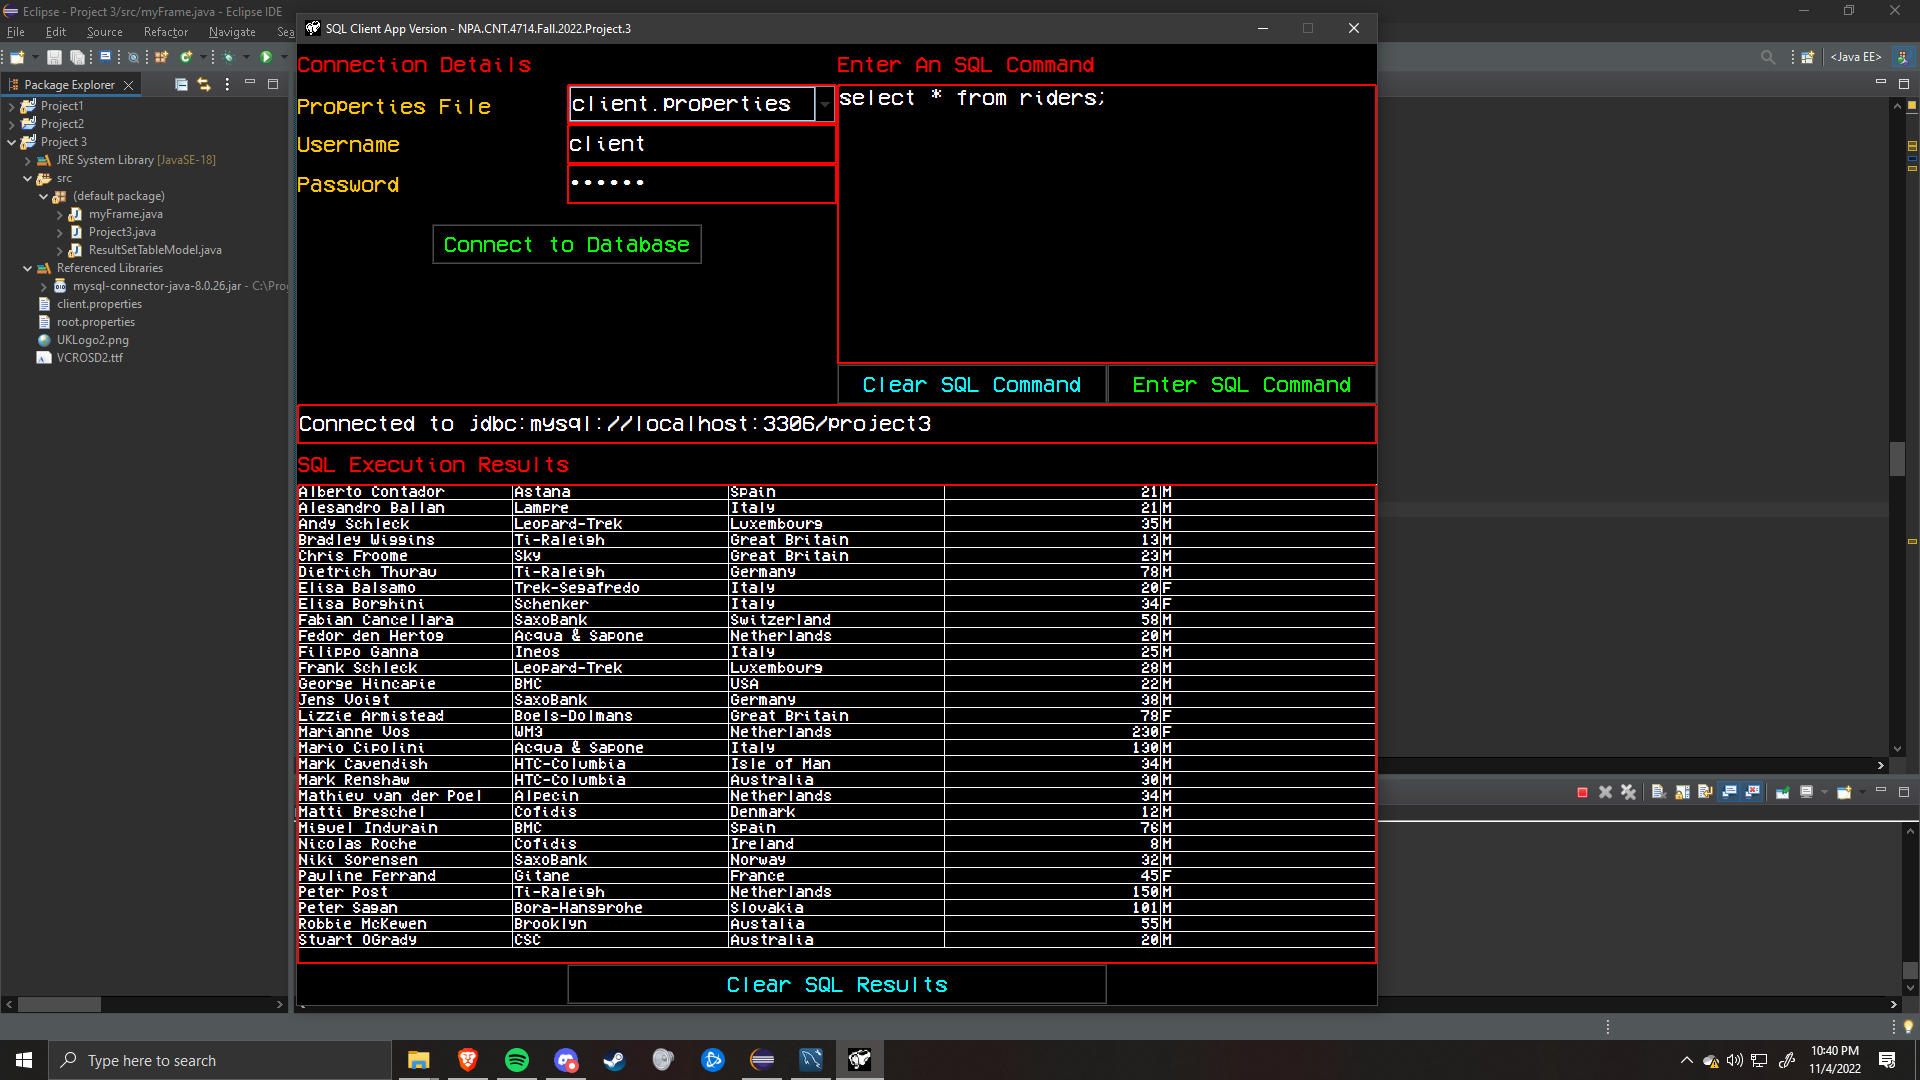 Eclipse - Project 3/src/myFrame.java - Eclipse IDE
File Edit Source Refactor Navigate Sea
<Java EE>
Package Explorer
Project1
Project2
Project 3
JRE System Library [JavaSE-18]
src
(default package)
myFrame.java
Project3.java
ResultSetTableModel.java
Referenced Libraries
mysql-connector-java-8.0.26.jar - C:\Pro
client.properties
root.properties
UKLogo2.png
VCROSD2.ttf
SQL Client App Version - NPA.CNT.4714.Fall.2022.Project.3
Connection Details
Properties File client.properties
Username client
Password ••••••
Connect to Database
Enter An SQL Command
select * from riders;
Clear SQL Command Enter SQL Command
Connected to jdbc:mysql://localhost:3306/project3
SQL Execution Results
Alberto Contador Astana Spain 21 M
Alesandro Ballan Lampre Italy 21 M
Andy Schleck Leopard-Trek Luxembourg 35 M
Bradley Wiggins Ti-Raleigh Great Britain 13 M
Chris Froome Sky Great Britain 23 M
Dietrich Thurau Ti-Raleigh Germany 78 M
Elisa Balsamo Trek-Segafredo Italy 20 F
Elisa Borghini Schenker Italy 34 F
Fabian Cancellara SaxoBank Switzerland 58 M
Fedor den Hertog Acqua & Sapone Netherlands 20 M
Filippo Ganna Ineos Italy 25 M
Frank Schleck Leopard-Trek Luxembourg 28 M
George Hincapie BMC USA 22 M
Jens Voigt SaxoBank Germany 38 M
Lizzie Armistead Boels-Dolmans Great Britain 78 F
Marianne Vos WM3 Netherlands 230 F
Mario Cipolini Acqua & Sapone Italy 130 M
Mark Cavendish HTC-Columbia Isle of Man 34 M
Mark Renshaw HTC-Columbia Australia 30 M
Mathieu van der Poel Alpecin Netherlands 34 M
Matti Breschel Cofidis Denmark 12 M
Miguel Indurain BMC Spain 76 M
Nicolas Roche Cofidis Ireland 8 M
Niki Sorensen SaxoBank Norway 32 M
Pauline Ferrand Gitane France 45 F
Peter Post Ti-Raleigh Netherlands 150 M
Peter Sagan Bora-Hansgrohe Slovakia 101 M
Robbie McKewen Brooklyn Austalia 55 M
Stuart OGrady CSC Australia 20 M
Clear SQL Results
Type here to search
10:40 PM
11/4/2022